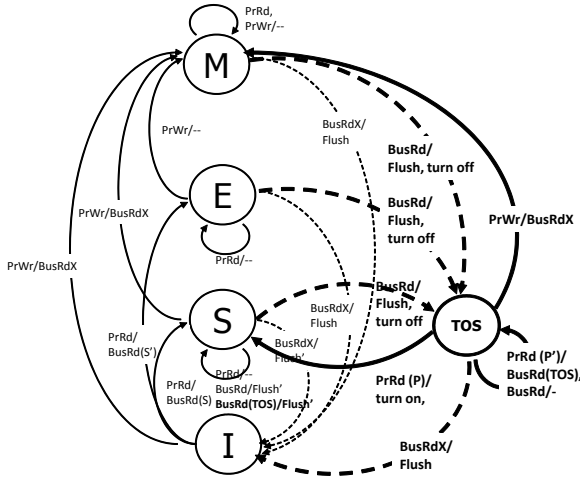 PrRd,
PrWr/--
M
BusRdX/
Flush
PrWr/--
BusRd/
Flush, turn off
E
BusRd/
Flush,
turn off
PrWr/BusRdX
PrWr/BusRdX
PrRd/--
PrWr/BusRdX
BusRd/
Flush,
turn off
BusRdX/
Flush
S
TOS
PrRd/
BusRd(S')
BusRdX/
Flush'
PrRd (P')/
BusRd(TOS),
BusRd/-
PrRd/
BusRd(S)
PrRd/--
BusRd/Flush'
BusRd(TOS)/Flush'
PrRd (P)/
turn on,
I
BusRdX/
Flush